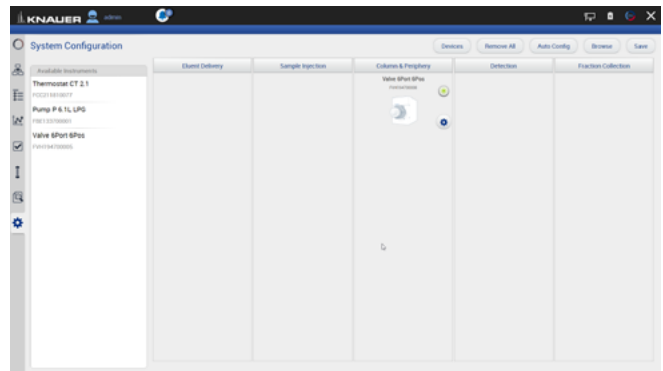 KNAUER admin
System Configuration
Devices Remove All Auto Config Browse Save
Available Instruments
Thermostat CT 2.1
Pump P 6.1L LPG
Valve 6Port 6Pos
Eluent Delivery Sample Injection Column & Periphery Detection Fraction Collection
Valve 6Port 6Pos